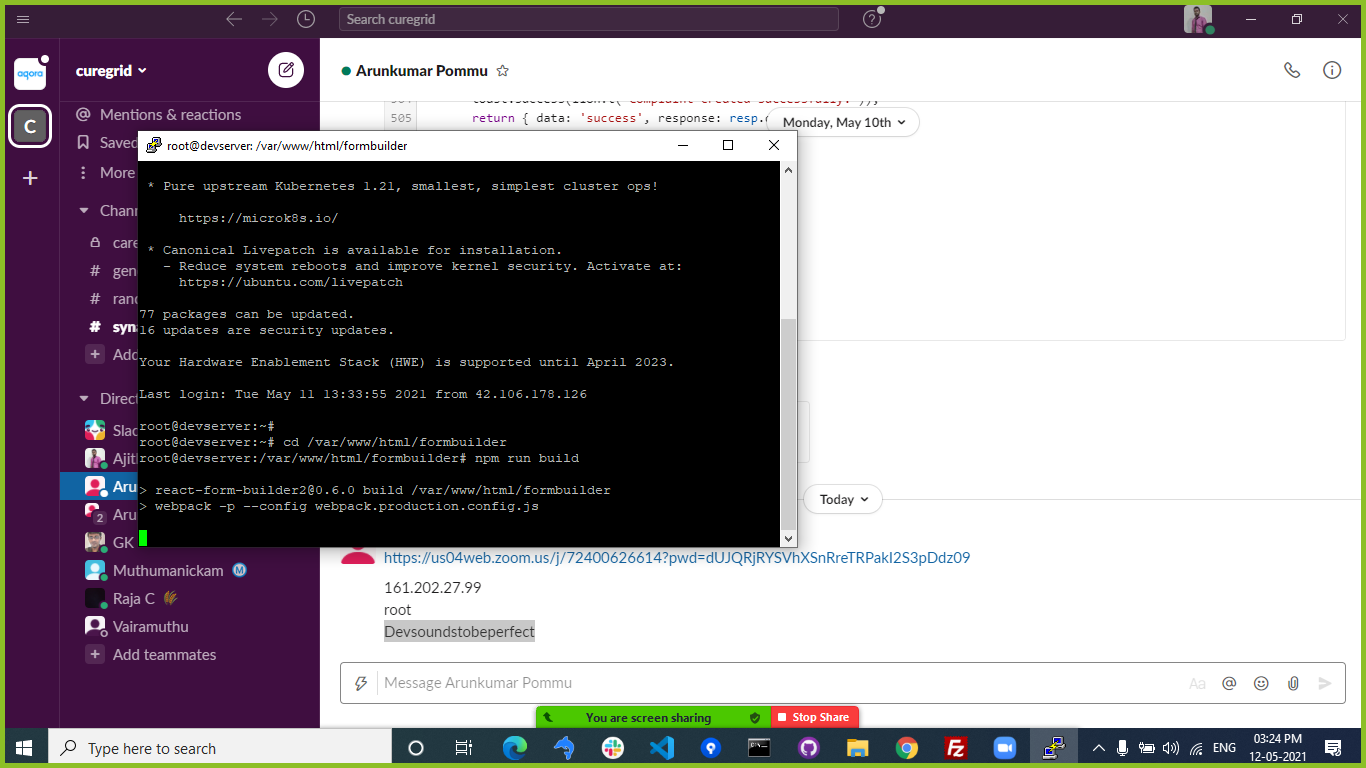 Search curegrid
aqora
curegrid
Arunkumar Pommu
C
Mentions & reactions
505
return { data: 'success', response:
Monday, May 10th
Saved
More
root@devserver: /var/www/html/formbuilder
* Pure upstream Kubernetes 1.21, smallest, simplest cluster ops!
https://microk8s.io/
* Canonical Livepatch is available for installation.
- Reduce system reboots and improve kernel security. Activate at:
https://ubuntu.com/livepatch
77 packages can be updated.
16 updates are security updates.
Your Hardware Enablement Stack (HWE) is supported until April 2023.
Last login: Tue May 11 13:33:55 2021 from 42.106.178.126
root@devserver:~#
root@devserver:~# cd /var/www/html/formbuilder
root@devserver:/var/www/html/formbuilder# npm run build
> react-form-builder2@0.6.0 build /var/www/html/formbuilder
> webpack -p --config webpack.production.config.js
Chann
care
gen
rand
syna
Add
Direct
Slac
Ajith
Aru
Aru
2
GK
Muthumanickam M
Raja C
Vairamuthu
Add teammates
Today
https://us04web.zoom.us/j/72400626614?pwd=dUJQRjRYSVhXSnRreTRPakI2S3pDdz09
161.202.27.99
root
Devsoundstobeperfect
Message Arunkumar Pommu
Aa
You are screen sharing
Stop Share
Type here to search
ENG
03:24 PM
12-05-2021